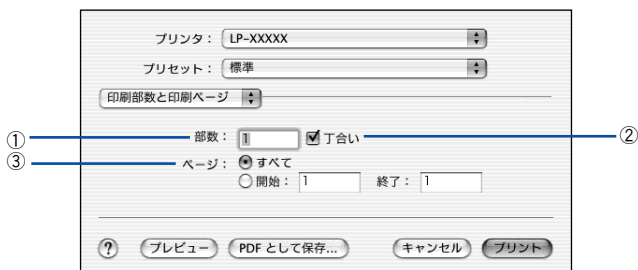 プリンタ： LP-XXXXX
プリセット： 標準
印刷部数と印刷ページ
① 部数： 1 丁合い ②
③ ページ： すべて
開始： 1 終了： 1
? プレビュー PDF として保存... キャンセル プリント